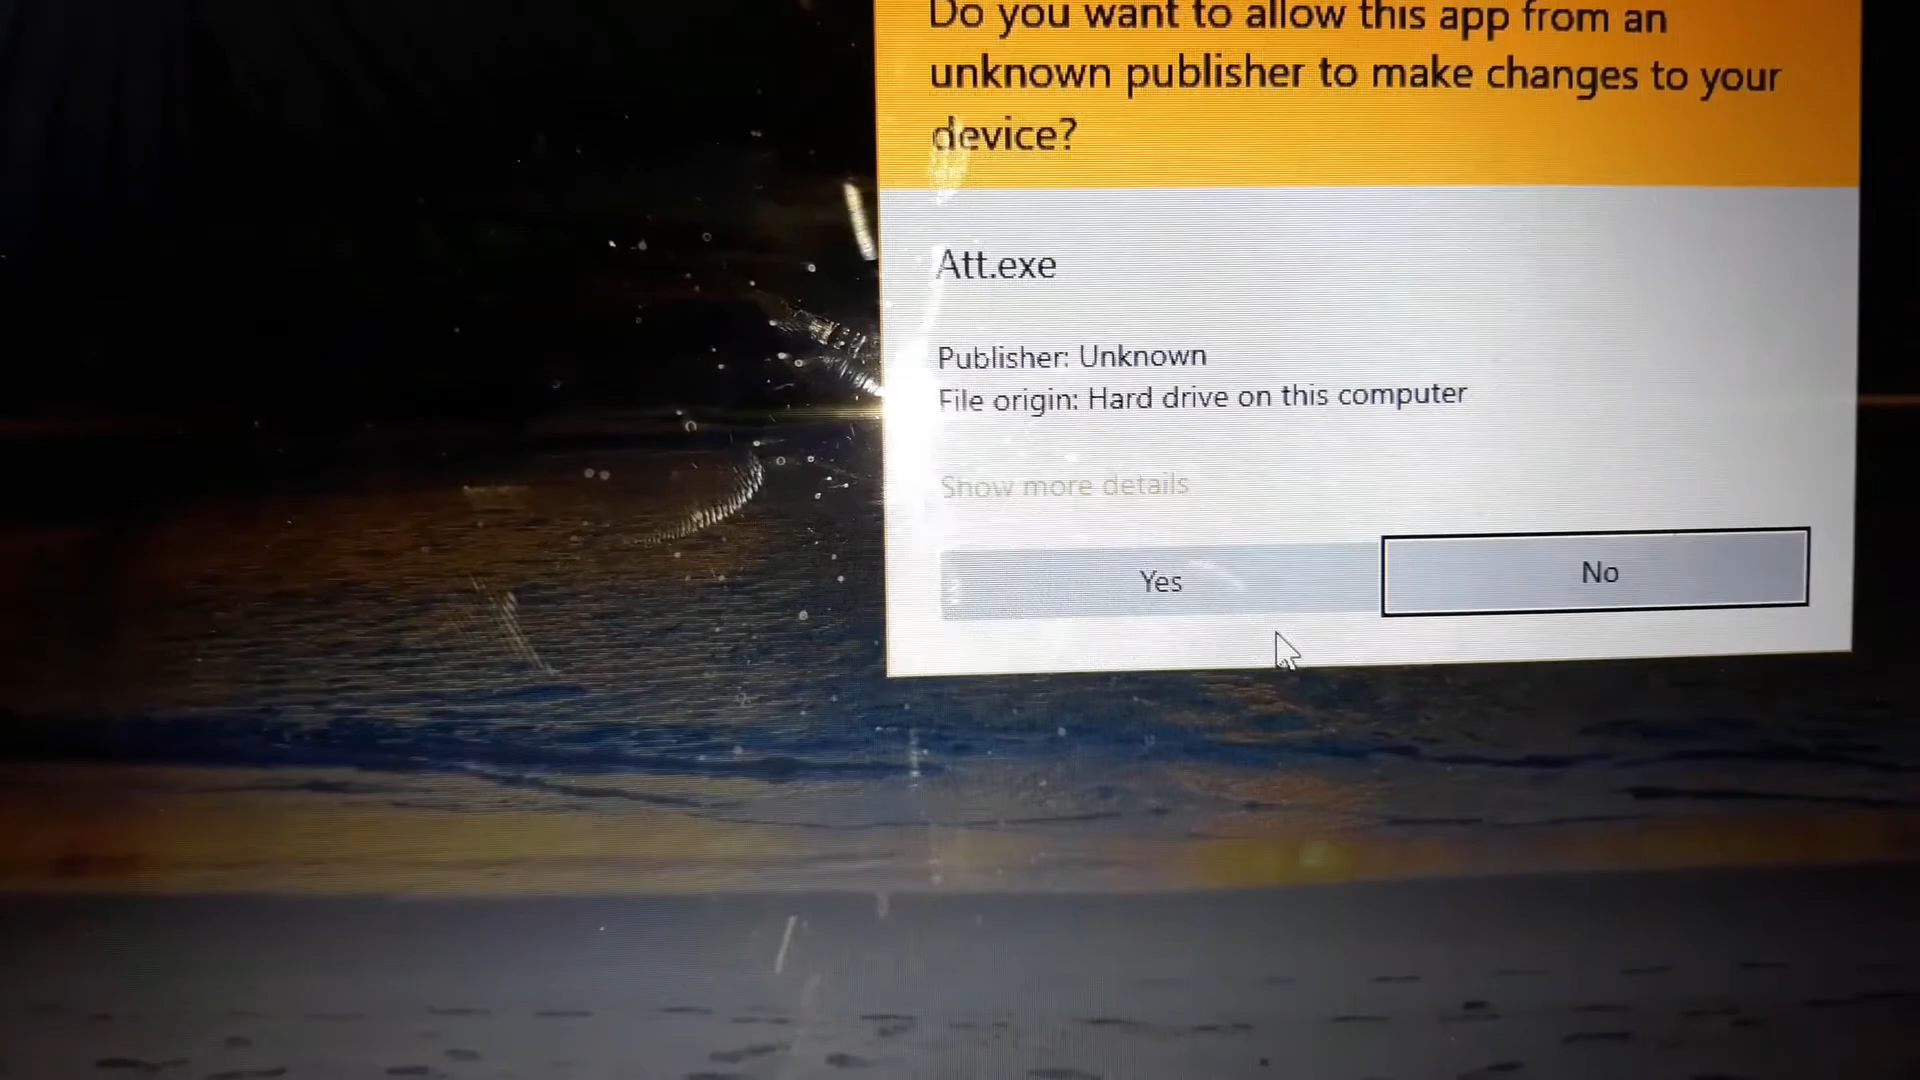 Do you want to allow this app from an
unknown publisher to make changes to your
device?
Att.exe
Publisher: Unknown
File origin: Hard drive on this computer
Show more details
Yes
No